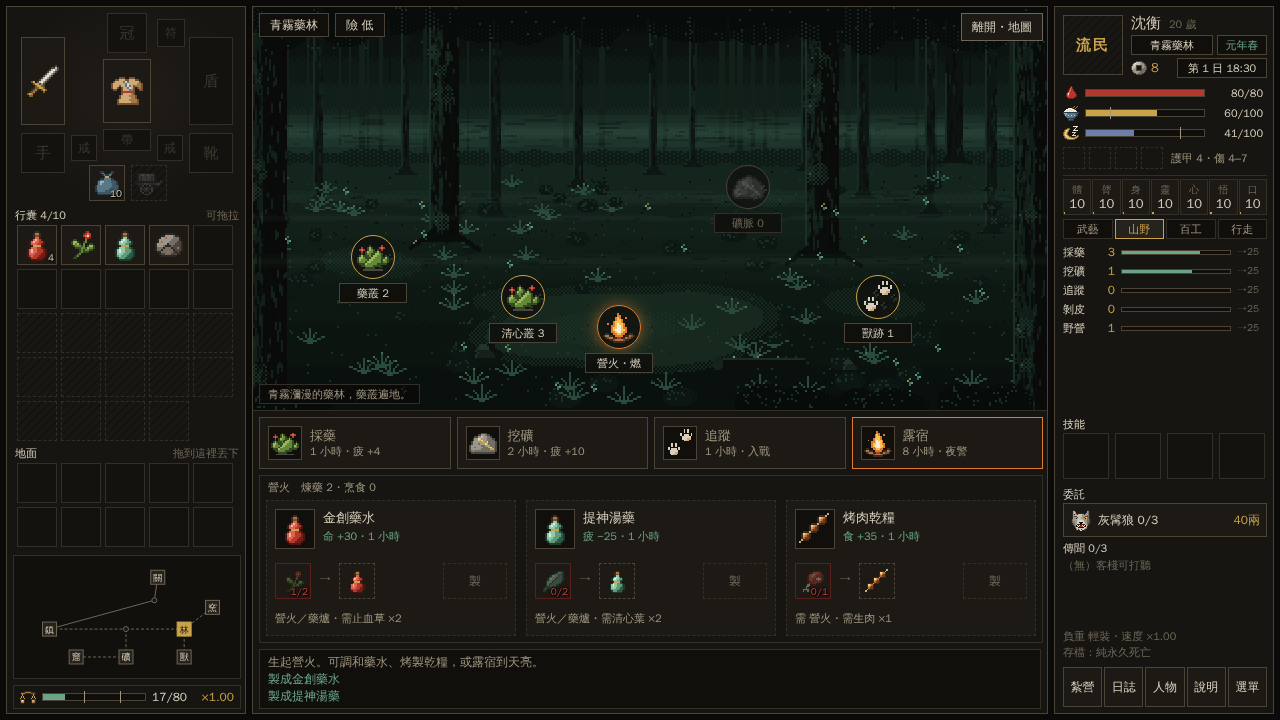 冠
符
盾
手
戒
帶
戒
靴
10
行囊 4/10
可拖拉
4
地面
拖到這裡丟下
關
窯
鎮
林
窟
礦
獸
17/80
×1.00
青霧藥林
險 低
離開・地圖
礦脈 0
藥叢 2
清心叢 3
營火・燃
獸跡 1
青霧瀰漫的藥林，藥叢遍地。
採藥
1 小時・疲 +4
挖礦
2 小時・疲 +10
追蹤
1 小時・入戰
露宿
8 小時・夜警
營火 煉藥 2・烹食 0
金創藥水
命 +30・1 小時
1/2
→
製
營火／藥爐・需止血草 ×2
提神湯藥
疲 −25・1 小時
0/2
→
製
營火／藥爐・需清心葉 ×2
烤肉乾糧
食 +35・1 小時
0/1
→
製
需 營火・需生肉 ×1
生起營火。可調和藥水、烤製乾糧，或露宿到天亮。
製成金創藥水
製成提神湯藥
流民
沈衡 20 歲
青霧藥林
元年春
8
第 1 日 18:30
80/80
60/100
Z
41/100
護甲 4・傷 4–7
體 臂 身 靈 心 悟 口
10 10 10 10 10 10 10
武藝 山野 百工 行走
採藥 3 →25
挖礦 1 →25
追蹤 0 →25
剝皮 0 →25
野營 1 →25
技能
委託
灰髯狼 0/3 40兩
傳聞 0/3
（無）客棧可打聽
負重 輕裝・速度 ×1.00
存檔：純永久死亡
紮營 日誌 人物 說明 選單